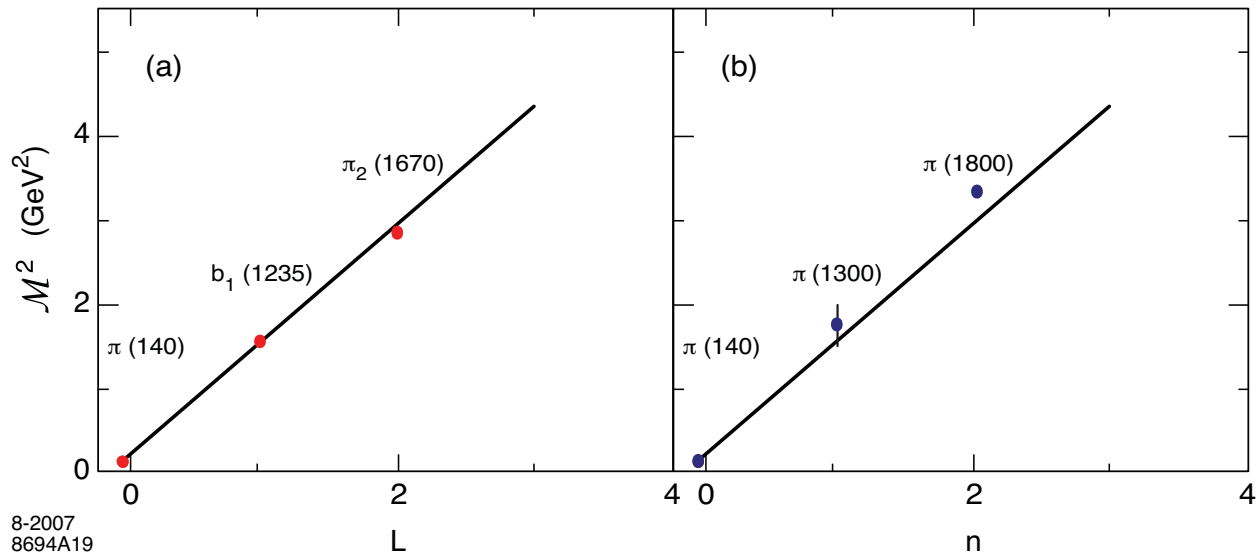 (a)
(b)
4
π₂ (1670)
π (1800)
ℳ² (GeV²)
b₁ (1235)
π (1300)
2
π (140)
π (140)
0
0 2 4 0 2 4
L n
8-2007
8694A19